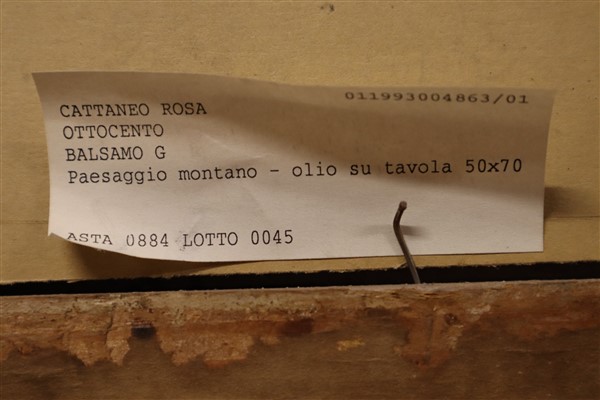 011993004863/01
CATTANEO ROSA
OTTOCENTO
BALSAMO G
Paesaggio montano - olio su tavola 50x70
ASTA 0884 LOTTO 0045